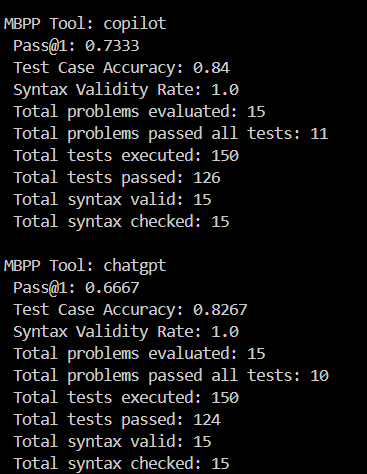 MBPP Tool: copilot
Pass@1: 0.7333
Test Case Accuracy: 0.84
Syntax Validity Rate: 1.0
Total problems evaluated: 15
Total problems passed all tests: 11
Total tests executed: 150
Total tests passed: 126
Total syntax valid: 15
Total syntax checked: 15
MBPP Tool: chatgpt
Pass@1: 0.6667
Test Case Accuracy: 0.8267
Syntax Validity Rate: 1.0
Total problems evaluated: 15
Total problems passed all tests: 10
Total tests executed: 150
Total tests passed: 124
Total syntax valid: 15
Total syntax checked: 15